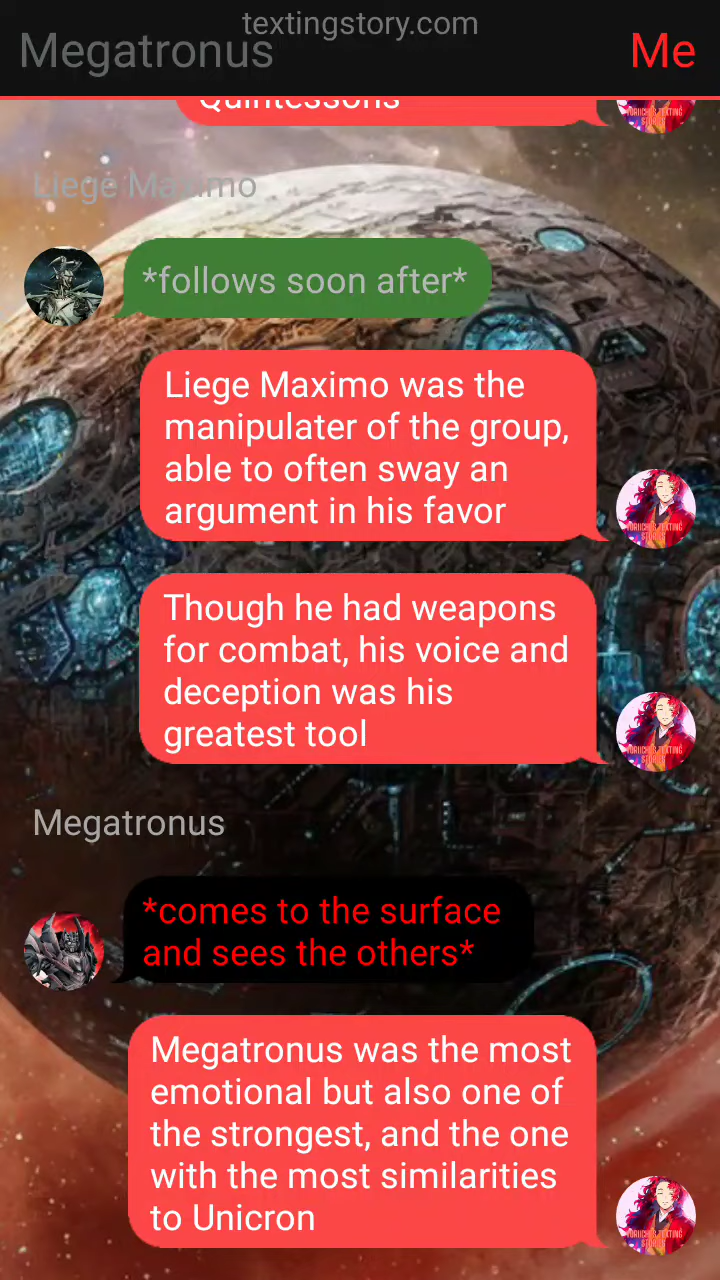 textingstory.com
Megatronus
Me
Quintessons
Liege Maximo
*follows soon after*
Liege Maximo was the
manipulater of the group,
able to often sway an
argument in his favor
Though he had weapons
for combat, his voice and
deception was his
greatest tool
Megatronus
*comes to the surface
and sees the others*
Megatronus was the most
emotional but also one of
the strongest, and the one
with the most similarities
to Unicron